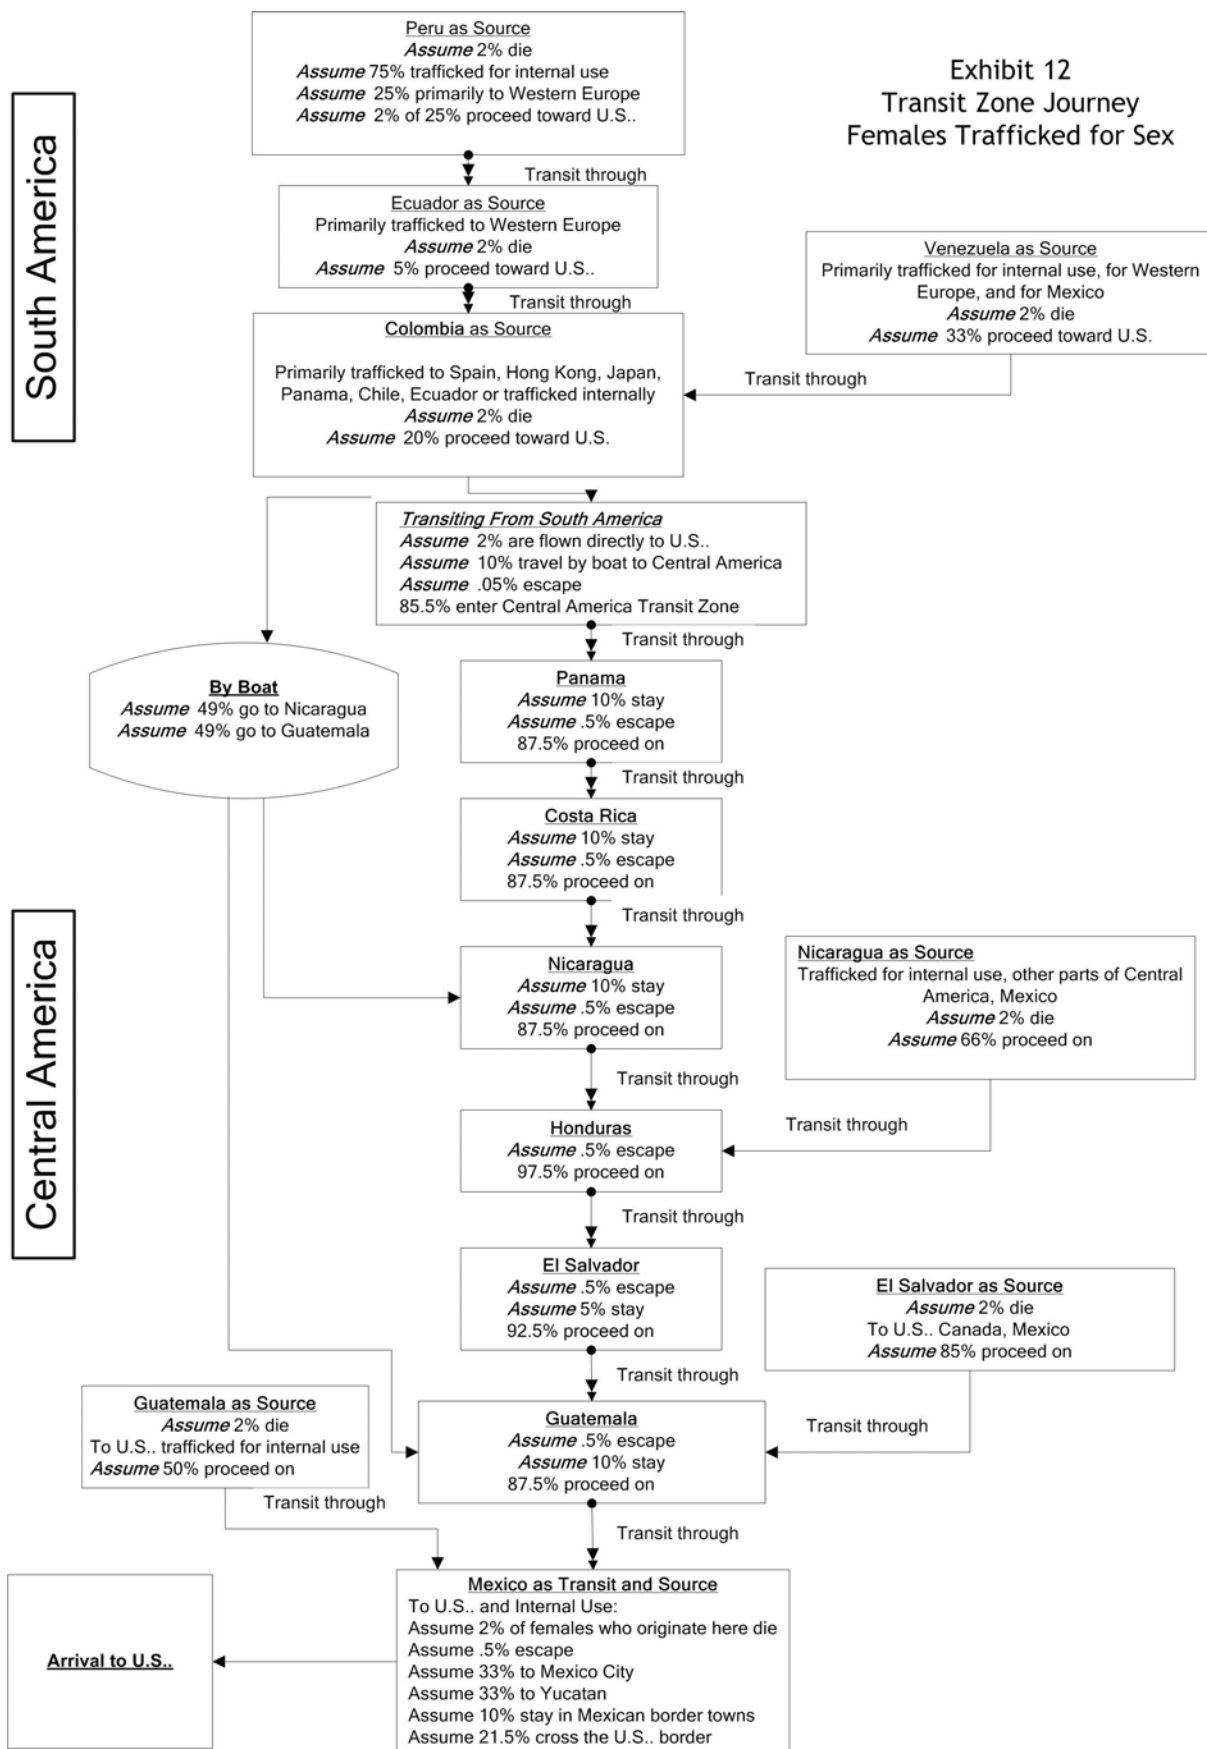 Exhibit 12
Transit Zone Journey
Females Trafficked for Sex
South America
Peru as Source
Assume 2% die
Assume 75% trafficked for internal use
Assume 25% primarily to Western Europe
Assume 2% of 25% proceed toward U.S..
Transit through
Ecuador as Source
Primarily trafficked to Western Europe
Assume 2% die
Assume 5% proceed toward U.S..
Transit through
Venezuela as Source
Primarily trafficked for internal use, for Western
Europe, and for Mexico
Assume 2% die
Assume 33% proceed toward U.S.
Transit through
Colombia as Source
Primarily trafficked to Spain, Hong Kong, Japan,
Panama, Chile, Ecuador or trafficked internally
Assume 2% die
Assume 20% proceed toward U.S.
Transiting From South America
Assume 2% are flown directly to U.S..
Assume 10% travel by boat to Central America
Assume .05% escape
85.5% enter Central America Transit Zone
Transit through
By Boat
Assume 49% go to Nicaragua
Assume 49% go to Guatemala
Central America
Panama
Assume 10% stay
Assume .5% escape
87.5% proceed on
Transit through
Costa Rica
Assume 10% stay
Assume .5% escape
87.5% proceed on
Transit through
Nicaragua
Assume 10% stay
Assume .5% escape
87.5% proceed on
Transit through
Nicaragua as Source
Trafficked for internal use, other parts of Central
America, Mexico
Assume 2% die
Assume 66% proceed on
Transit through
Honduras
Assume .5% escape
97.5% proceed on
Transit through
El Salvador
Assume .5% escape
Assume 5% stay
92.5% proceed on
Transit through
El Salvador as Source
Assume 2% die
To U.S.. Canada, Mexico
Assume 85% proceed on
Transit through
Guatemala as Source
Assume 2% die
To U.S.. trafficked for internal use
Assume 50% proceed on
Transit through
Guatemala
Assume .5% escape
Assume 10% stay
87.5% proceed on
Transit through
Mexico as Transit and Source
To U.S.. and Internal Use:
Assume 2% of females who originate here die
Assume .5% escape
Assume 33% to Mexico City
Assume 33% to Yucatan
Assume 10% stay in Mexican border towns
Assume 21.5% cross the U.S.. border
Arrival to U.S..